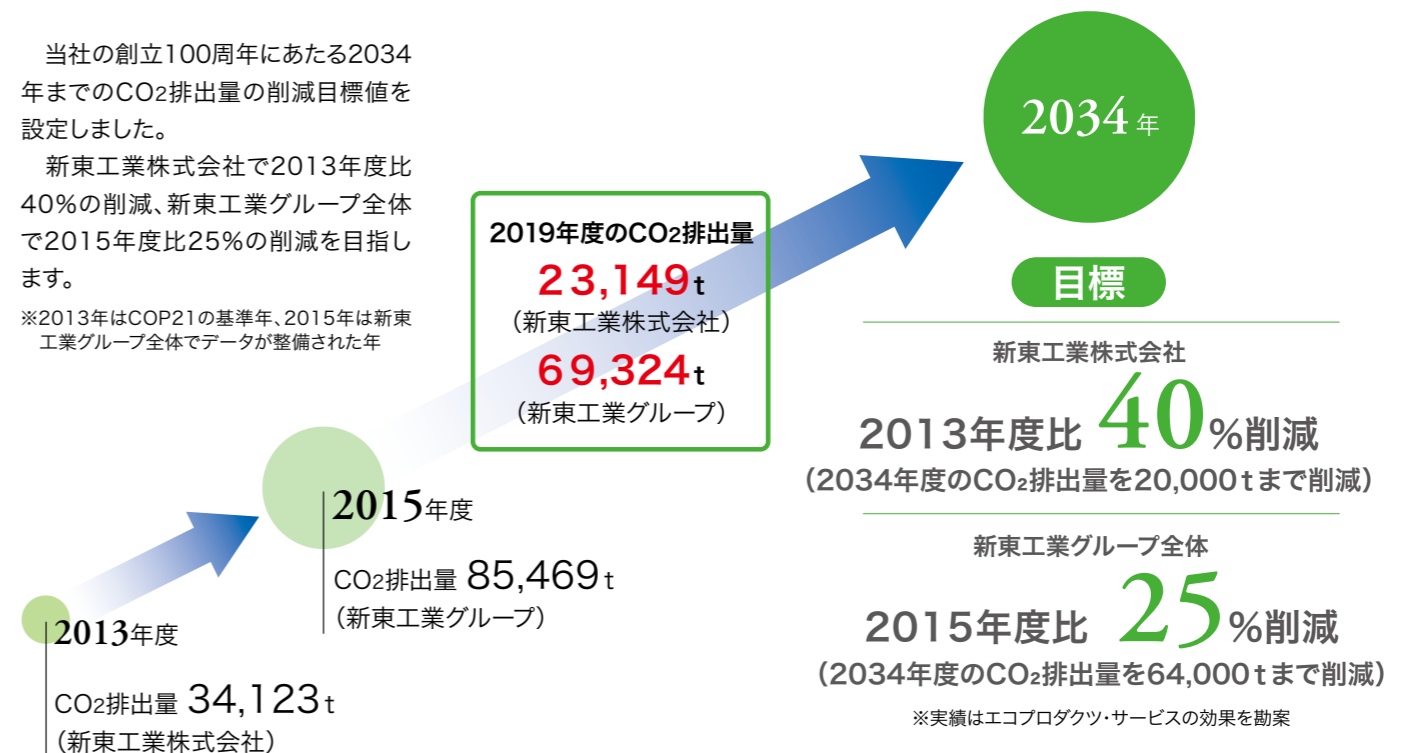 当社の創立100周年にあたる2034
年までのCO2排出量の削減目標値を
設定しました。
新東工業株式会社で2013年度比
40%の削減、新東工業グループ全体
で2015年度比25%の削減を目指し
ます。
※2013年はCOP21の基準年、2015年は新東
工業グループ全体でデータが整備された年
2013年度
CO2排出量 34,123t
（新東工業株式会社）
2015年度
CO2排出量 85,469t
（新東工業グループ）
2019年度のCO2排出量
23,149t
（新東工業株式会社）
69,324t
（新東工業グループ）
2034年
目標
新東工業株式会社
2013年度比 40%削減
（2034年度のCO2排出量を20,000tまで削減）
新東工業グループ全体
2015年度比 25%削減
（2034年度のCO2排出量を64,000tまで削減）
※実績はエコプロダクツ・サービスの効果を勘案